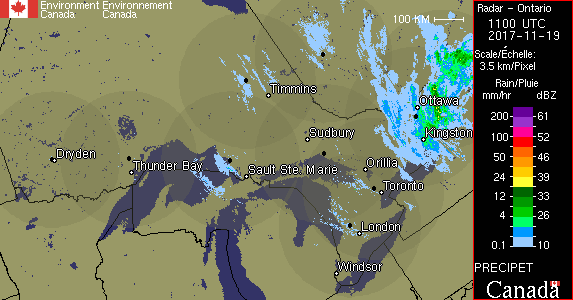 Environment Environnement
Canada Canada
100 KM
Timmins
Ottawa
Sudbury
Kingston
Dryden
Thunder Bay
Sault Ste. Marie
Orillia
Toronto
London
Windsor
Radar - Ontario
1100 UTC
2017-11-19
Scale/Échelle:
3.5 km/Pixel
Rain/Pluie
mm/hr dBZ
200 61
100 52
50 46
24 39
12 33
4 26
0.1 10
PRECIPET
Canada